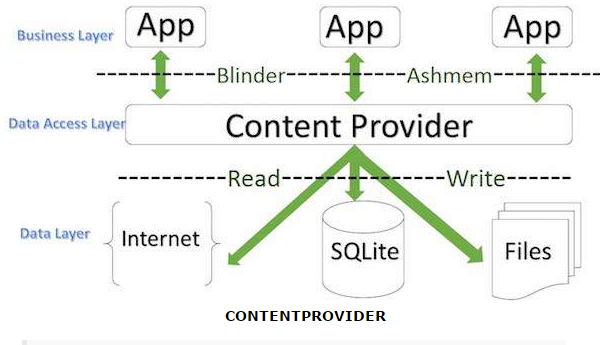 Business Layer App App App
Blinder Ashmem
Data Access Layer Content Provider
Read Write
Data Layer Internet SQLite Files
CONTENTPROVIDER